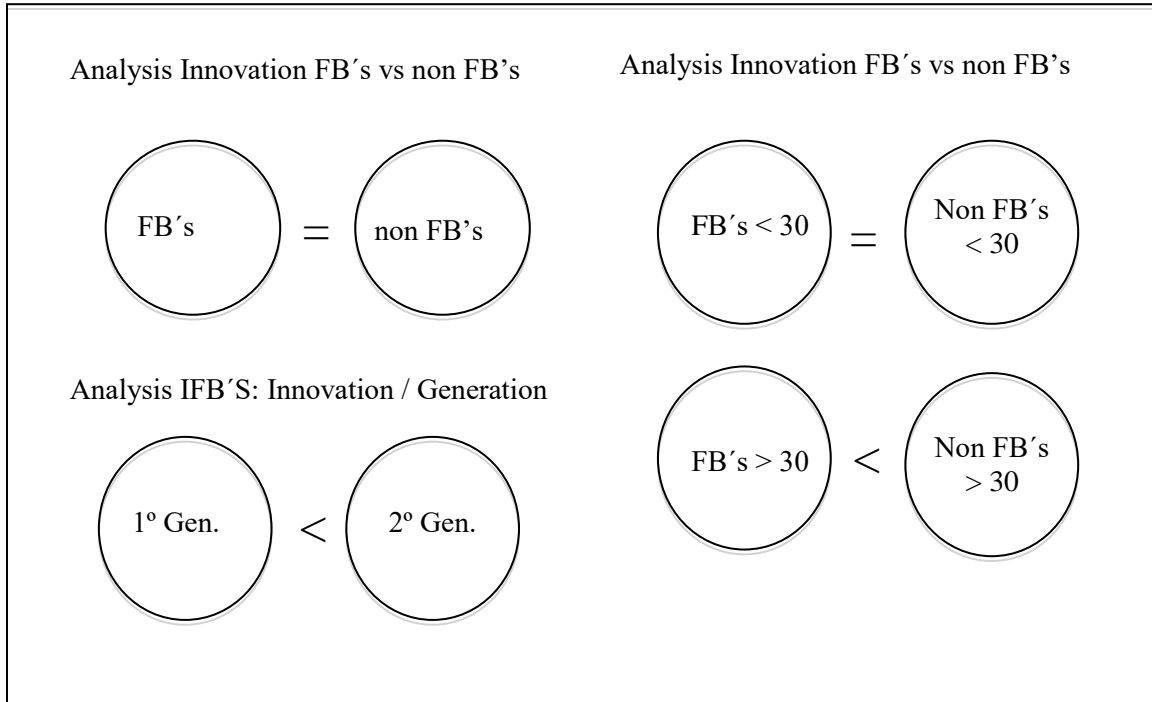 Analysis Innovation FB´s vs non FB’s
FB´s
=
non FB’s
Analysis IFB´S: Innovation / Generation
1º Gen.
<
2º Gen.
Analysis Innovation FB´s vs non FB’s
FB´s < 30
=
Non FB´s
< 30
FB´s > 30
<
Non FB´s
> 30